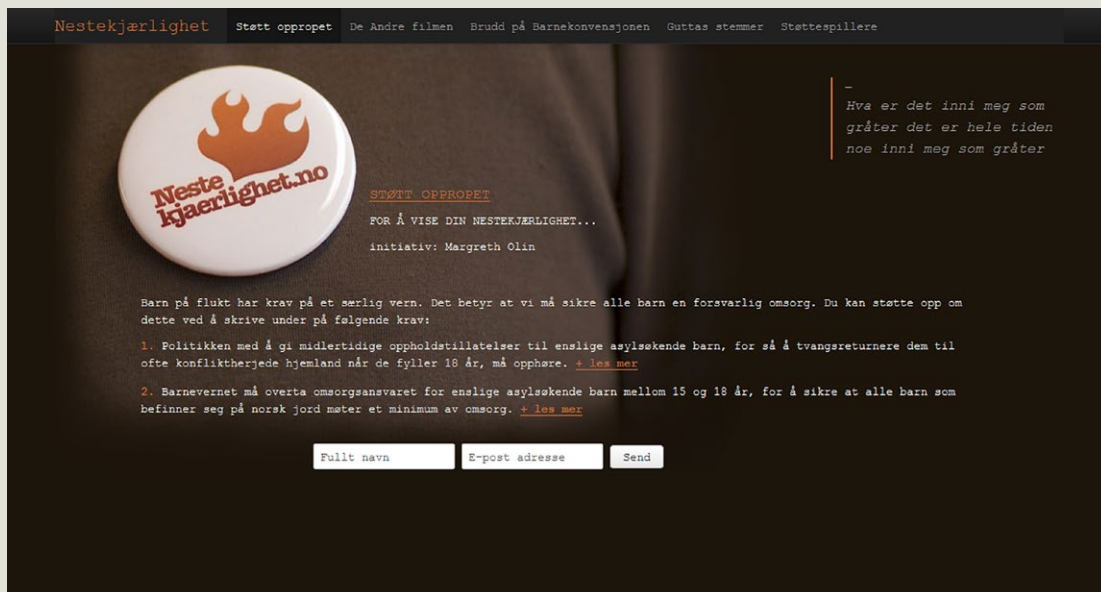 Nestekjærlighet Støtt oppropet De Andre filmen Brudd på Barnekonvensjonen Guttas stemmer Støttespillere
–
Hva er det inni meg som
gråter det er hele tiden
noe inni meg som gråter
Neste
kjaerlighet.no
STØTT OPPROPET
FOR Å VISE DIN NESTEKJÆRLIGHET...
initiativ: Margreth Olin
Barn på flukt har krav på et særlig vern. Det betyr at vi må sikre alle barn en forsvarlig omsorg. Du kan støtte opp om
dette ved å skrive under på følgende krav:
1. Politikken med å gi midlertidige oppholdstillatelser til enslige asylsøkende barn, for så å tvangsreturnere dem til
ofte konfliktherjede hjemland når de fyller 18 år, må opphøre. + les mer
2. Barnevernet må overta omsorgsansvaret for enslige asylsøkende barn mellom 15 og 18 år, for å sikre at alle barn som
befinner seg på norsk jord møter et minimum av omsorg. + les mer
Fullt navn E-post adresse Send